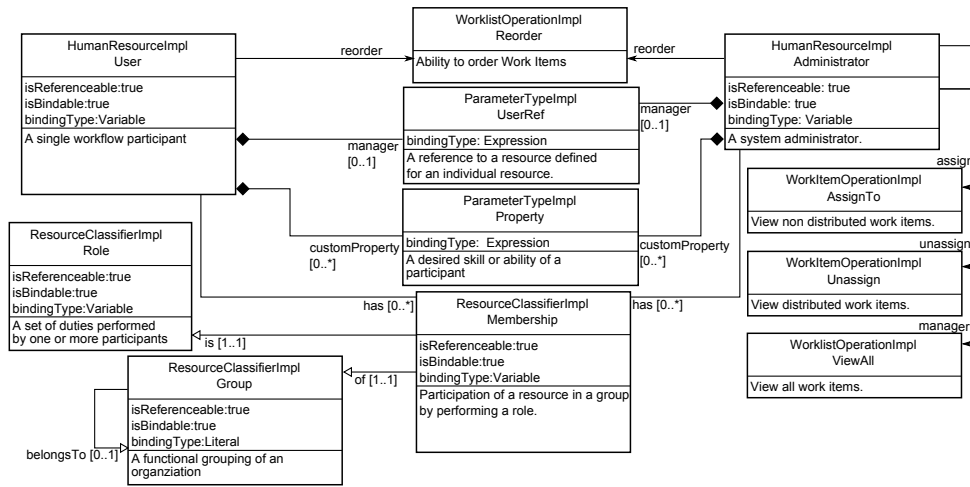 HumanResourceImpl
User
isReferenceable:true
isBindable:true
bindingType:Variable
A single workflow participant
reorder
WorklistOperationImpl
Reorder
Ability to order Work Items
reorder
HumanResourceImpl
Administrator
isReferenceable: true
isBindable: true
bindingType: Variable
A system administrator.
manager
[0..1]
ParameterTypeImpl
UserRef
bindingType: Expression
A reference to a resource defined
for an individual resource.
manager
[0..1]
customProperty
[0..*]
ParameterTypeImpl
Property
bindingType:  Expression
A desired skill or ability of a
participant
customProperty
[0..*]
assign
WorkItemOperationImpl
AssignTo
View non distributed work items.
unassign
WorkItemOperationImpl
Unassign
View distributed work items.
manager
WorklistOperationImpl
ViewAll
View all work items.
ResourceClassifierImpl
Role
isReferenceable:true
isBindable:true
bindingType:Variable
A set of duties performed
by one or more participants
has [0..*]
has [0..*]
is [1..1]
of [1..1]
ResourceClassifierImpl
Membership
isReferenceable:true
isBindable:true
bindingType:Variable
Participation of a resource in a group
by performing a role.
ResourceClassifierImpl
Group
isReferenceable:true
isBindable:true
bindingType:Literal
A functional grouping of an
organziation
belongsTo [0..1]